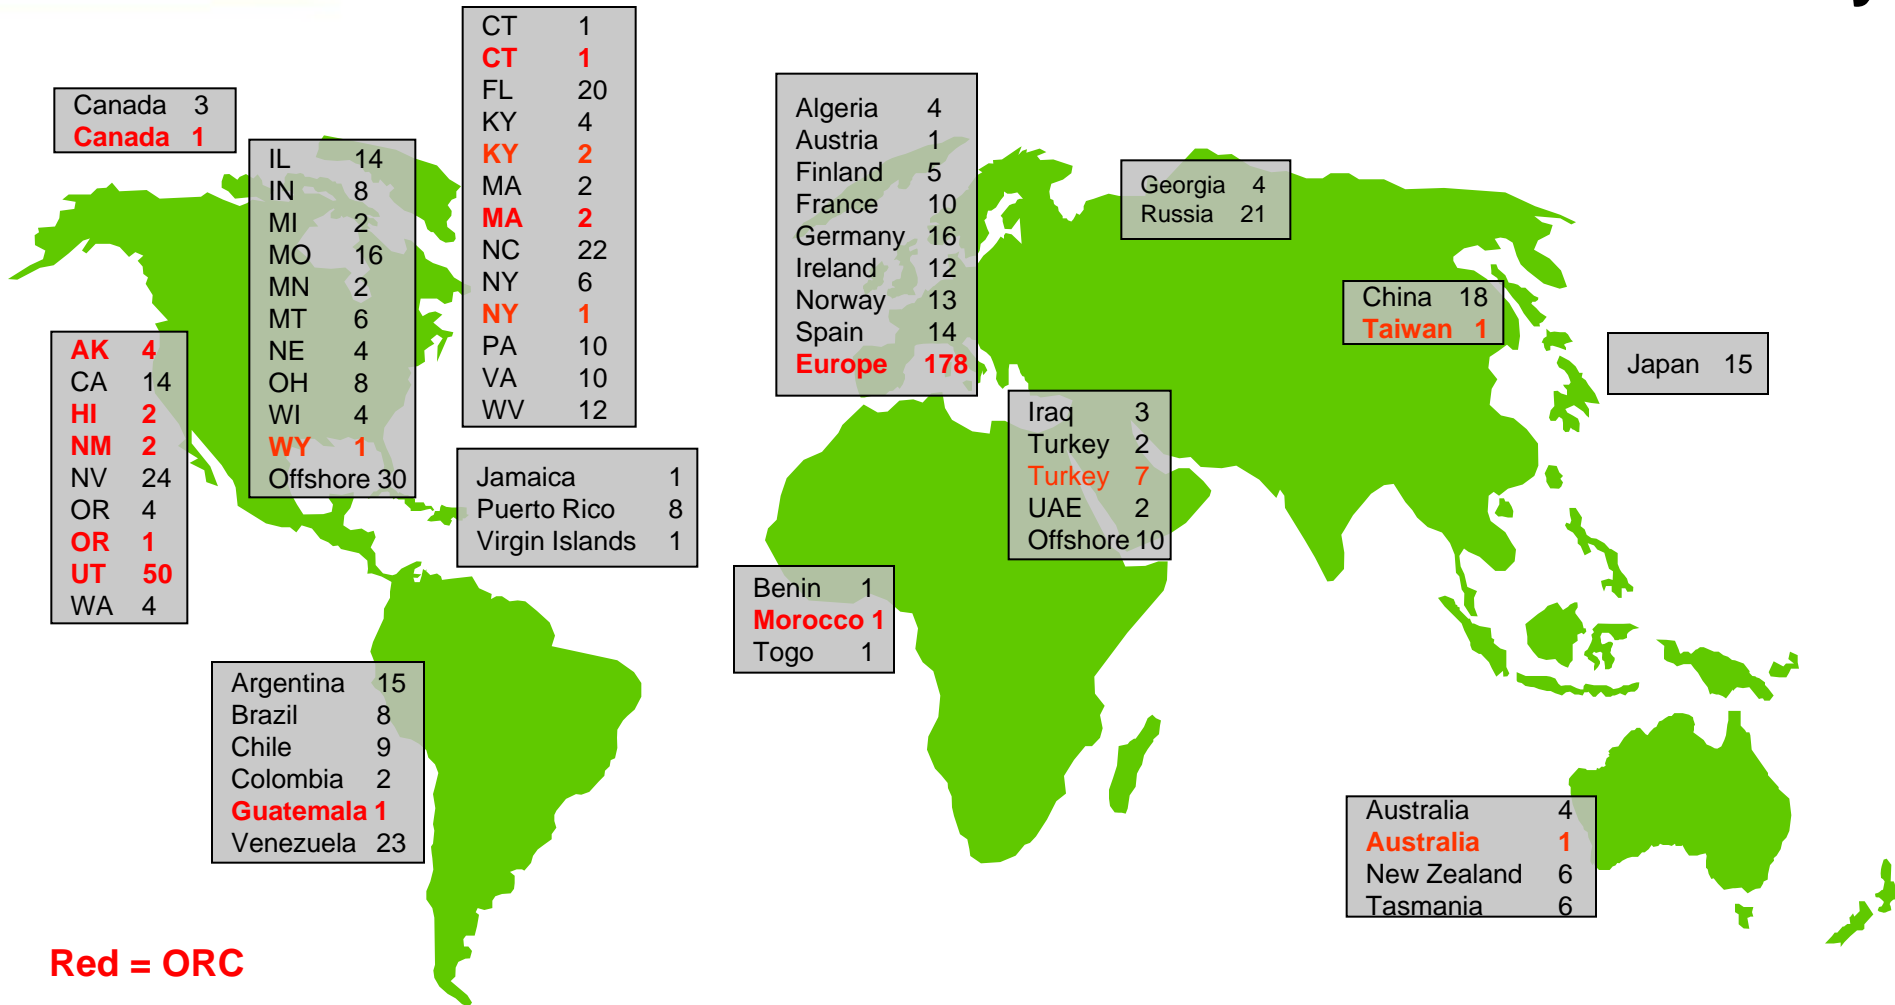 y
CT 1
CT 1
FL 20
KY 4
KY 2
MA 2
MA 2
NC 22
NY 6
NY 1
PA 10
VA 10
WV 12
Canada 3
Canada 1
IL 14
IN 8
MI 2
MO 16
MN 2
MT 6
NE 4
OH 8
WI 4
WY 1
Offshore 30
AK 4
CA 14
HI 2
NM 2
NV 24
OR 4
OR 1
UT 50
WA 4
Jamaica 1
Puerto Rico 8
Virgin Islands 1
Argentina 15
Brazil 8
Chile 9
Colombia 2
Guatemala 1
Venezuela 23
Algeria 4
Austria 1
Finland 5
France 10
Germany 16
Ireland 12
Norway 13
Spain 14
Europe 178
Georgia 4
Russia 21
China 18
Taiwan 1
Japan 15
Iraq 3
Turkey 2
Turkey 7
UAE 2
Offshore 10
Benin 1
Morocco 1
Togo 1
Australia 4
Australia 1
New Zealand 6
Tasmania 6
Red = ORC